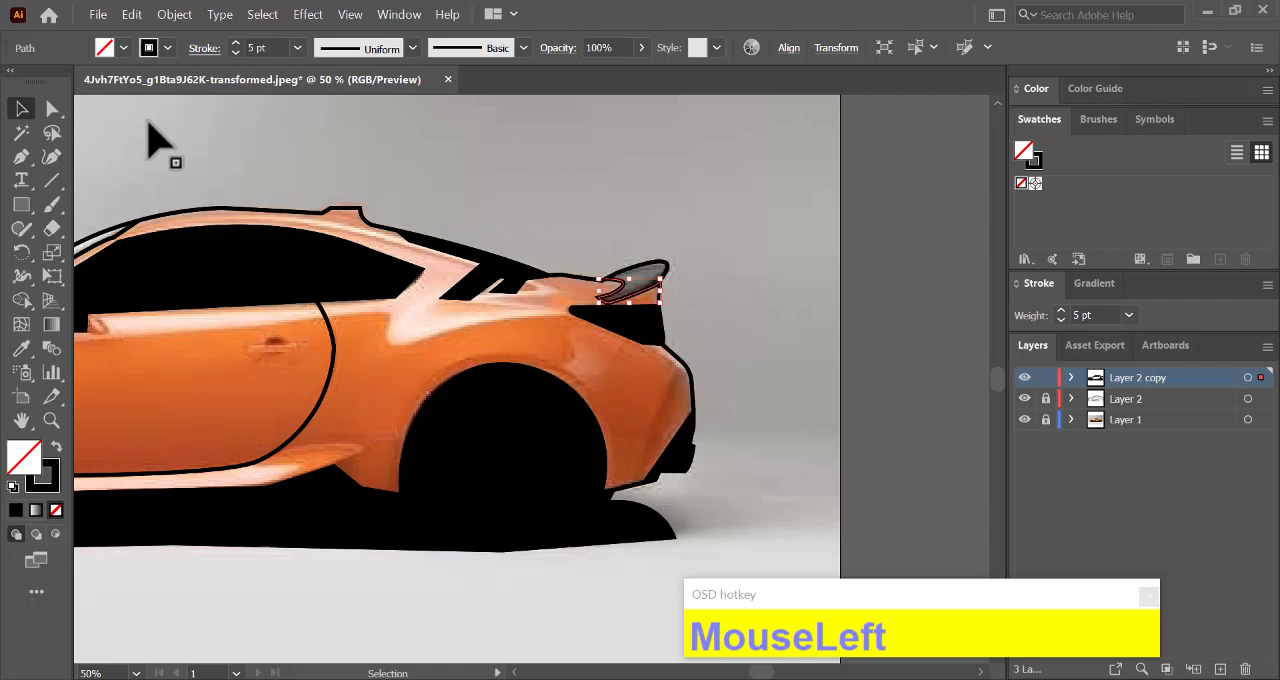 Ai File Edit Object Type Select Effect View Window Help Search Adobe Help
Path Stroke: 5 pt Uniform Basic Opacity: 100% Style: Align Transform
4Jvh7FtYo5_g1Bta9J62K-transformed.jpeg* @ 50 % (RGB/Preview)
Color Color Guide
Swatches Brushes Symbols
Stroke Gradient
Weight: 5 pt
Layers Asset Export Artboards
Layer 2 copy
Layer 2
Layer 1
OSD hotkey
MouseLeft
50% 1 Selection 3 La...